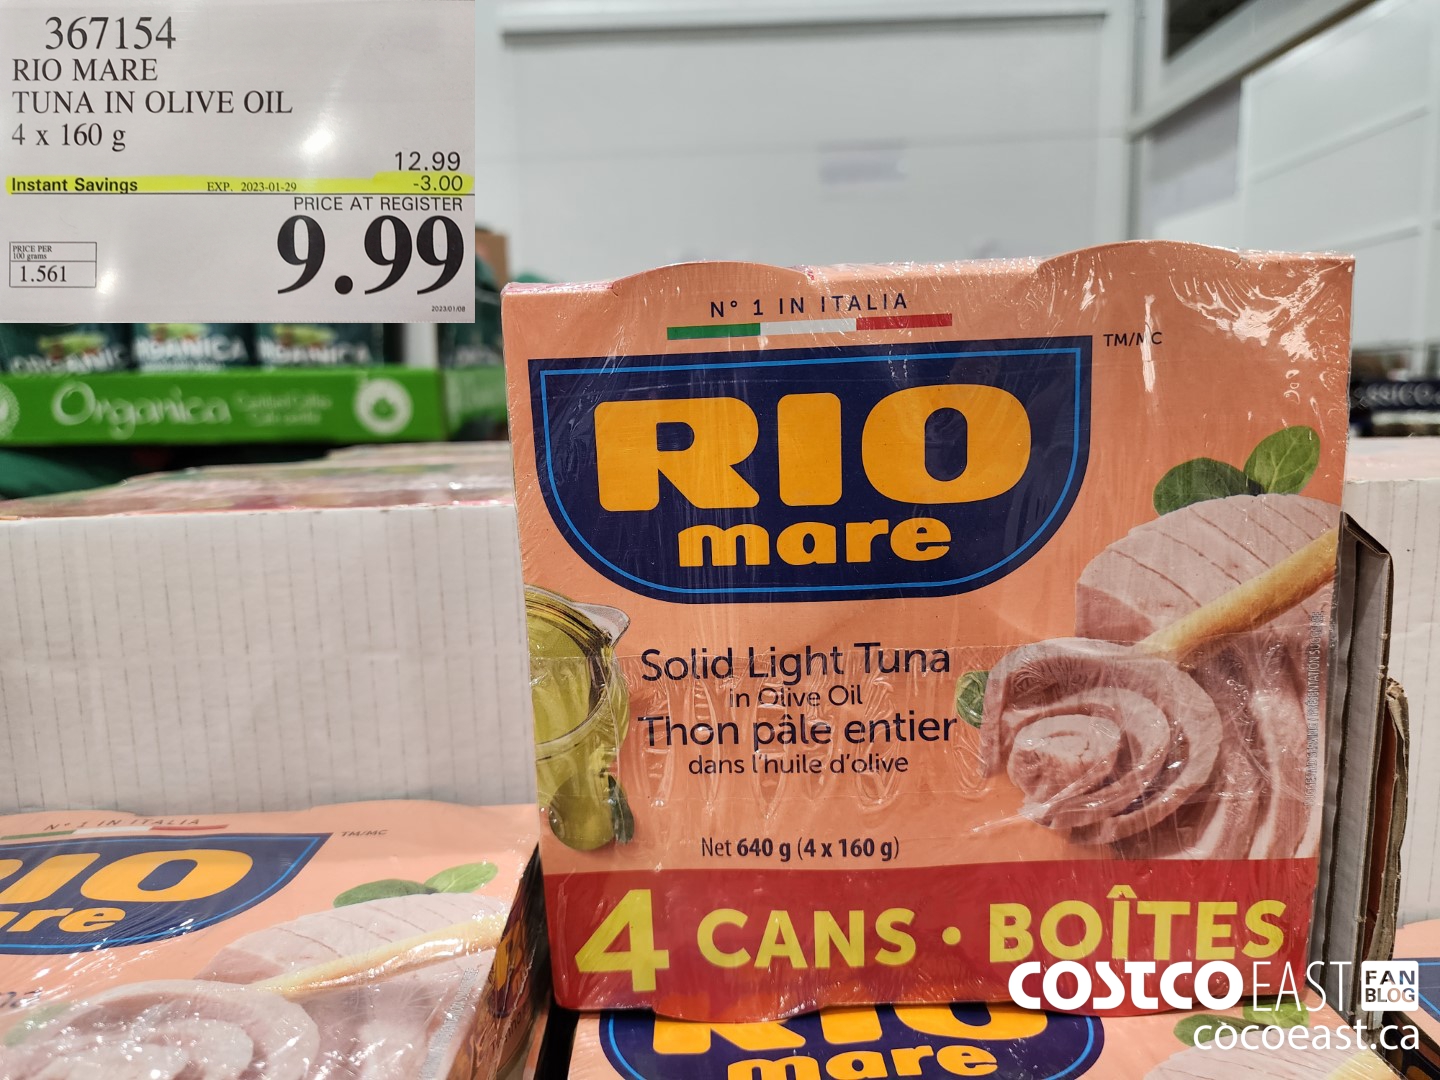 367154
RIO MARE
TUNA IN OLIVE OIL
4 x 160 g
12.99
Instant Savings EXP. 2023-01-29 -3.00
PRICE AT REGISTER
9.99
PRICE PER
100 grams
1.561
2023/01/08
ORGANIC ORGANICA ORGANICA
Organica
N° 1 IN ITALIA
TM/MC
RIO
mare
Solid Light Tuna
in Olive Oil
Thon pâle entier
dans l'huile d'olive
Net 640 g (4 x 160 g)
4 CANS · BOÎTES
N° 1 IN ITALIA
TM/MC
RIO
mare
RIO
mare
COSTCO EAST FAN BLOG
cocoeast.ca